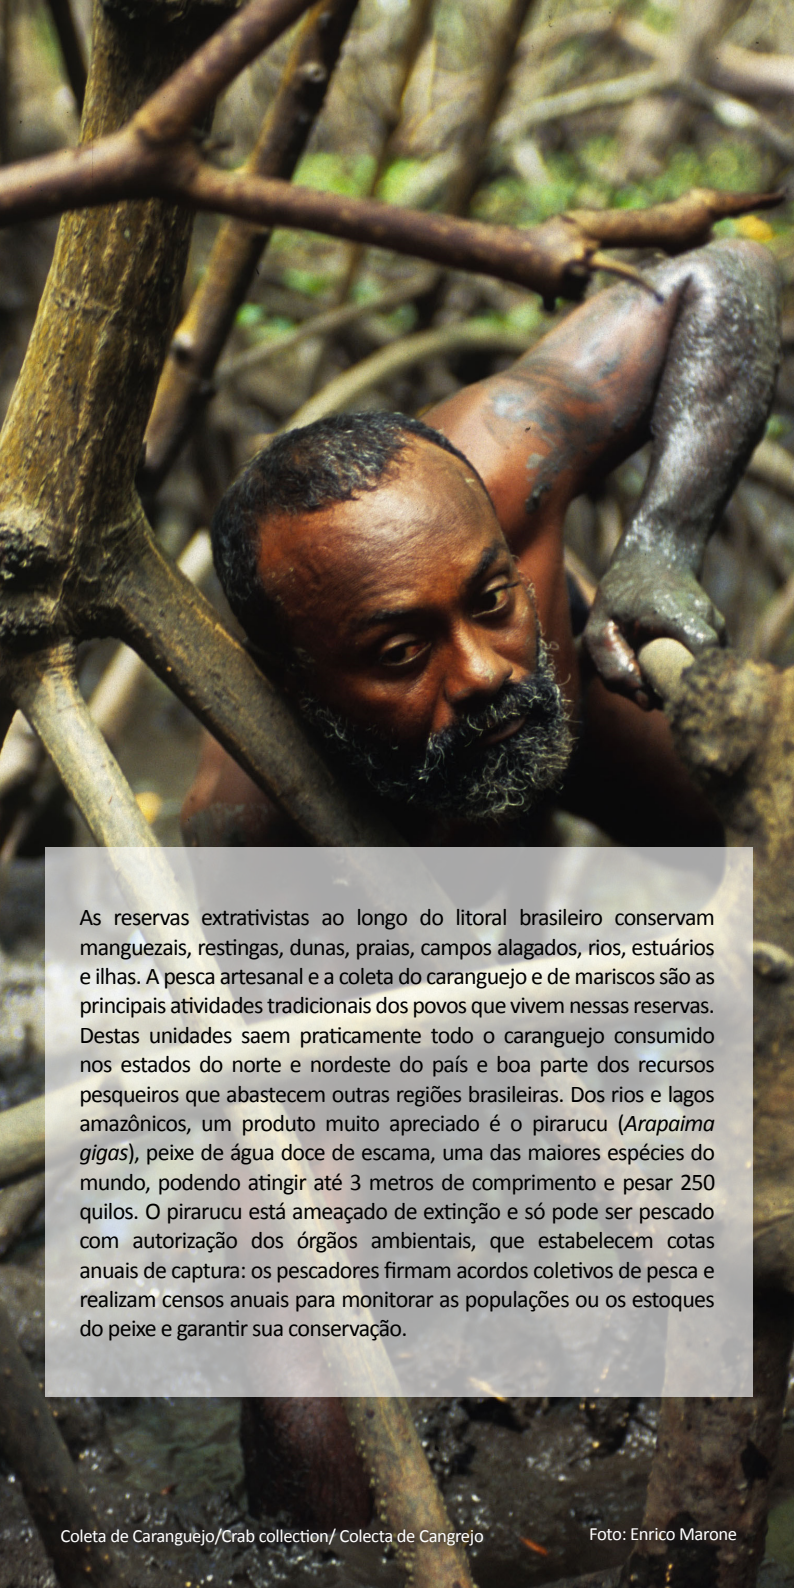 As reservas extrativistas ao longo do litoral brasileiro conservam
manguezais, restingas, dunas, praias, campos alagados, rios, estuários
e ilhas. A pesca artesanal e a coleta do caranguejo e de mariscos são as
principais atividades tradicionais dos povos que vivem nessas reservas.
Destas unidades saem praticamente todo o caranguejo consumido
nos estados do norte e nordeste do país e boa parte dos recursos
pesqueiros que abastecem outras regiões brasileiras. Dos rios e lagos
amazônicos, um produto muito apreciado é o pirarucu (Arapaima
gigas), peixe de água doce de escama, uma das maiores espécies do
mundo, podendo atingir até 3 metros de comprimento e pesar 250
quilos. O pirarucu está ameaçado de extinção e só pode ser pescado
com autorização dos órgãos ambientais, que estabelecem cotas
anuais de captura: os pescadores firmam acordos coletivos de pesca e
realizam censos anuais para monitorar as populações ou os estoques
do peixe e garantir sua conservação.
Coleta de Caranguejo/Crab collection/ Colecta de Cangrejo
Foto: Enrico Marone